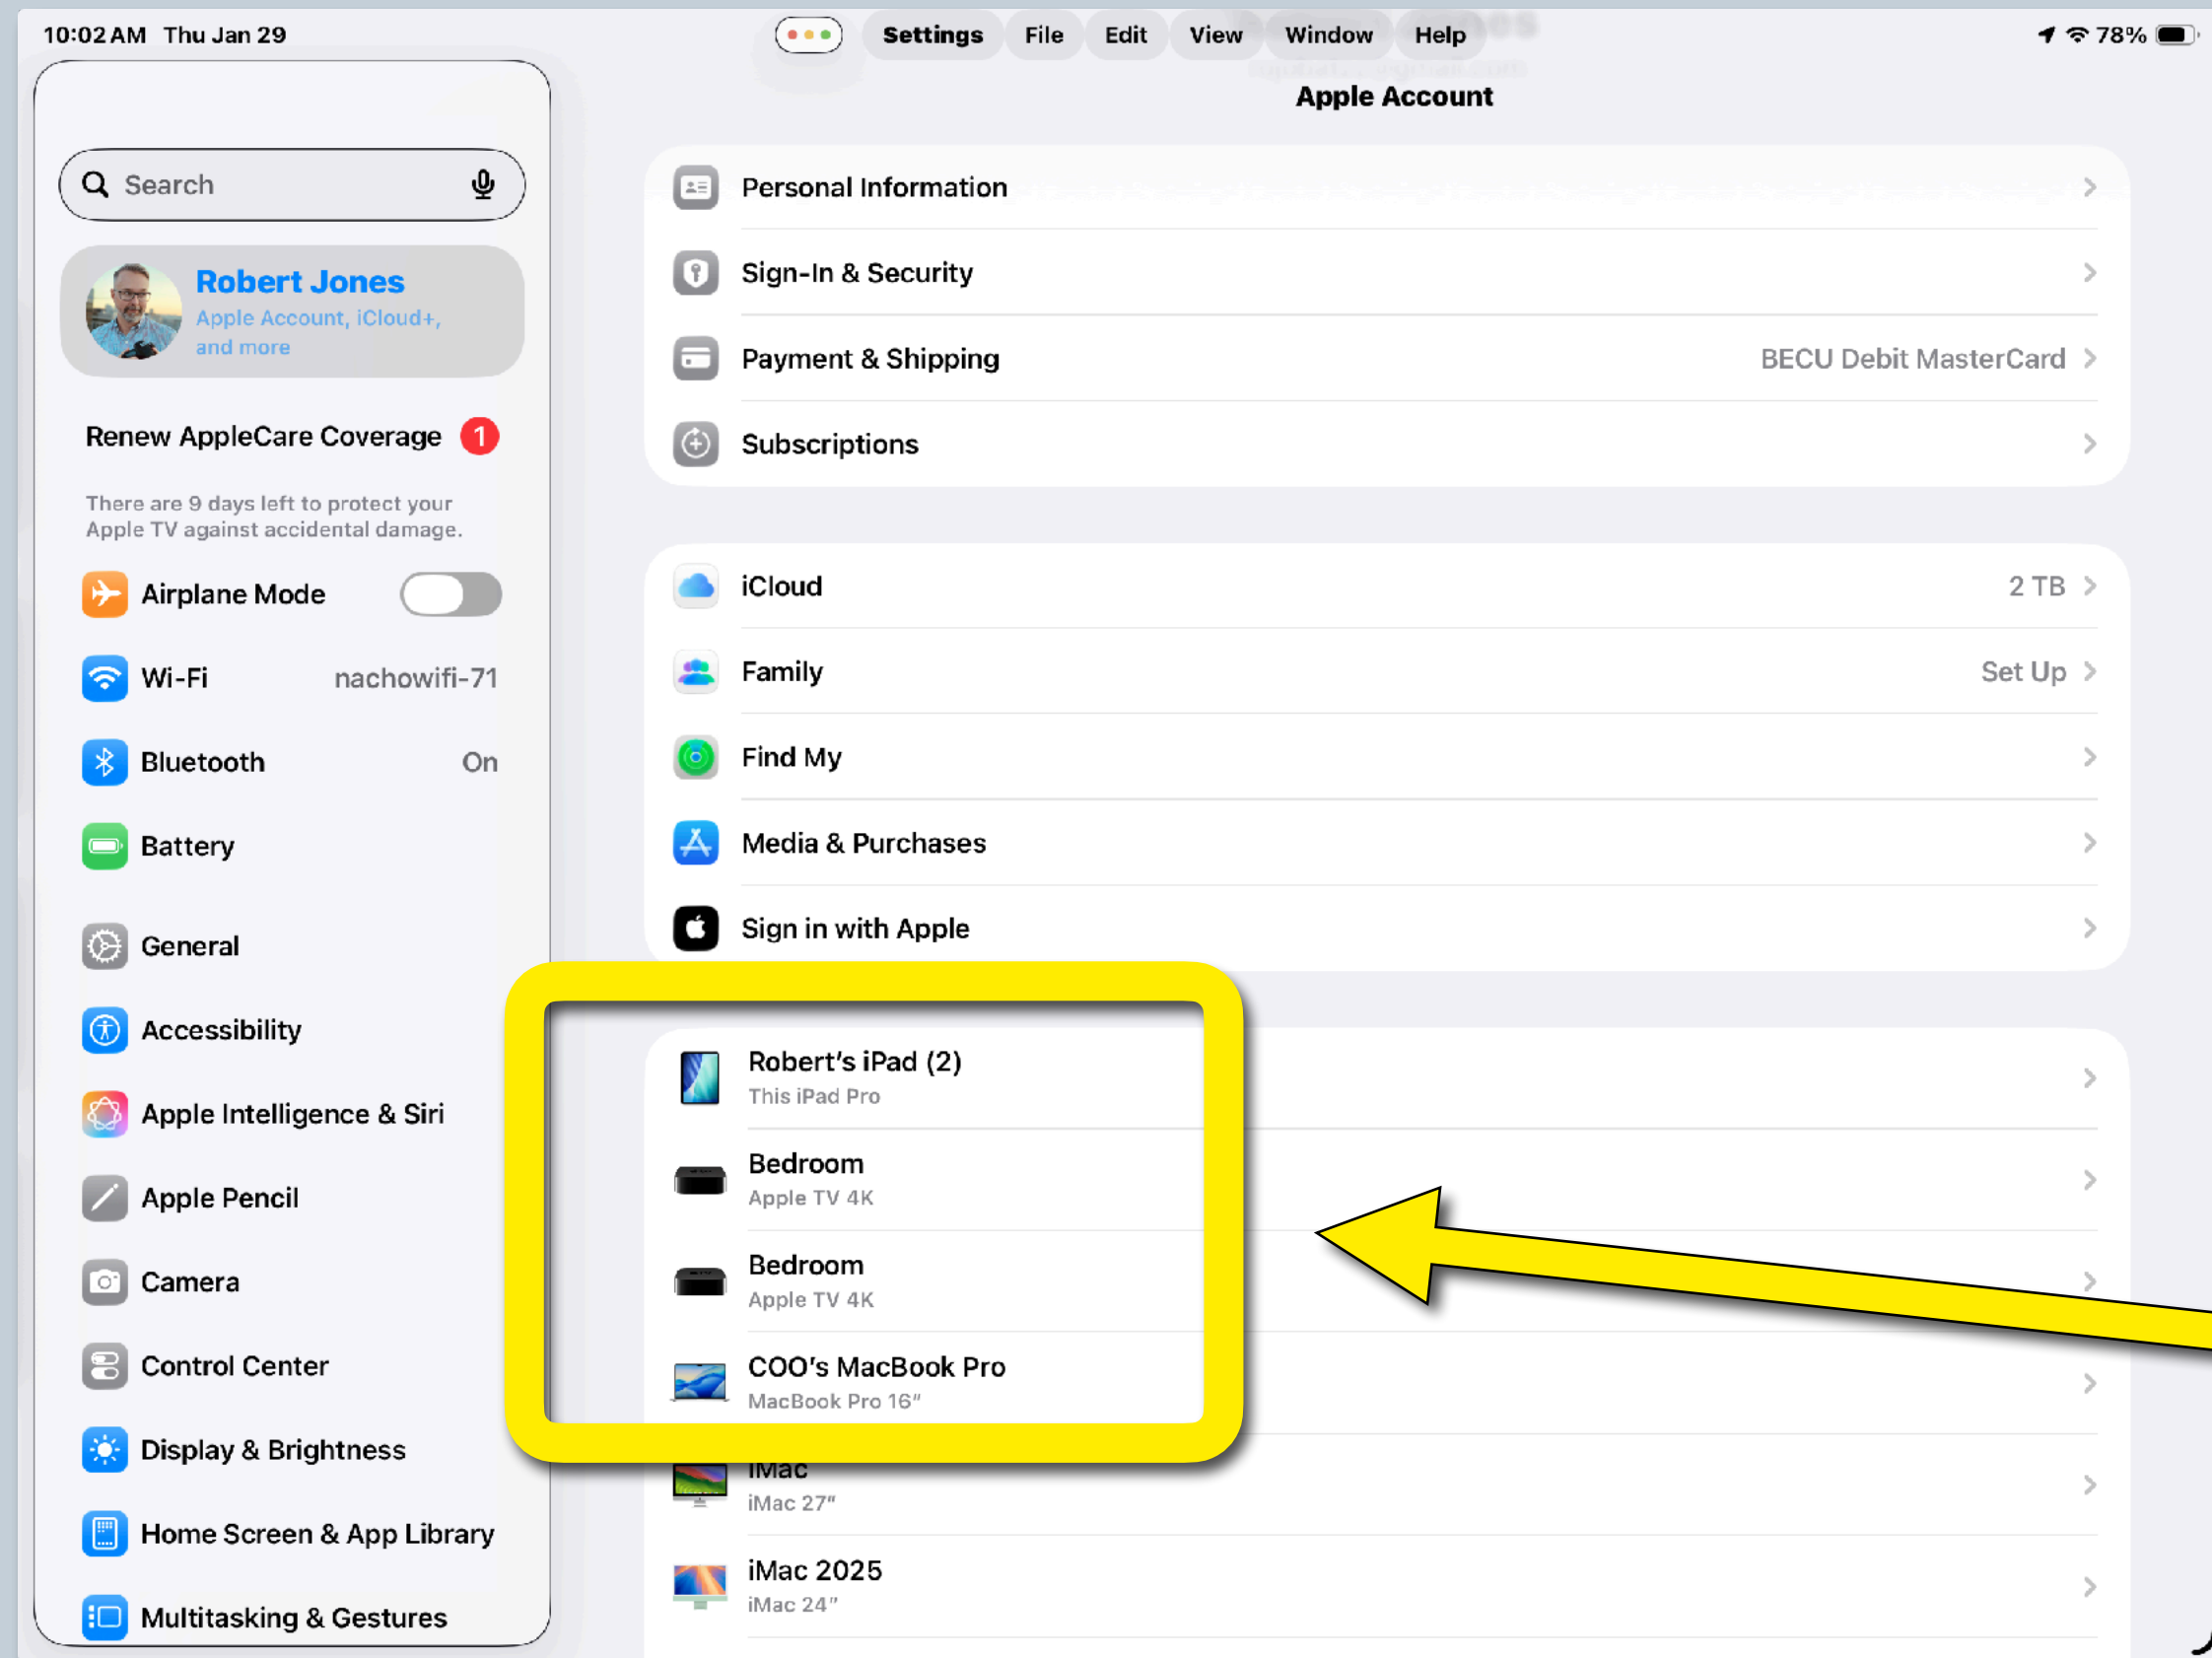 10:02 AM Thu Jan 29
Settings File Edit View Window Help
78%
Apple Account
Search
Robert Jones
Apple Account, iCloud+,
and more
Renew AppleCare Coverage 1
There are 9 days left to protect your
Apple TV against accidental damage.
Airplane Mode
Wi-Fi nachowifi-71
Bluetooth On
Battery
General
Accessibility
Apple Intelligence & Siri
Apple Pencil
Camera
Control Center
Display & Brightness
Home Screen & App Library
Multitasking & Gestures
Personal Information
Sign-In & Security
Payment & Shipping BECU Debit MasterCard
Subscriptions
iCloud 2 TB
Family Set Up
Find My
Media & Purchases
Sign in with Apple
Robert's iPad (2)
This iPad Pro
Bedroom
Apple TV 4K
Bedroom
Apple TV 4K
COO's MacBook Pro
MacBook Pro 16"
iMac
iMac 27"
iMac 2025
iMac 24"